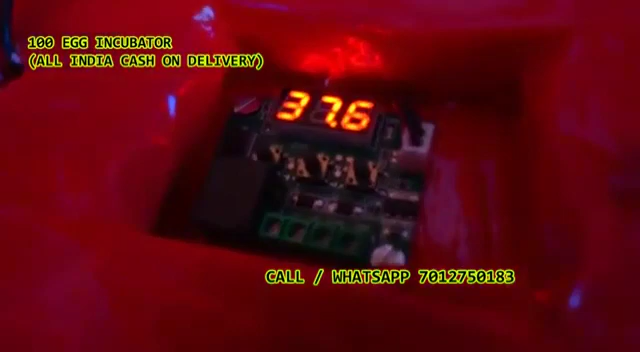 100 EGG INCUBATOR
(ALL INDIA CASH ON DELIVERY)
37.6
CALL / WHATSAPP 7012750183